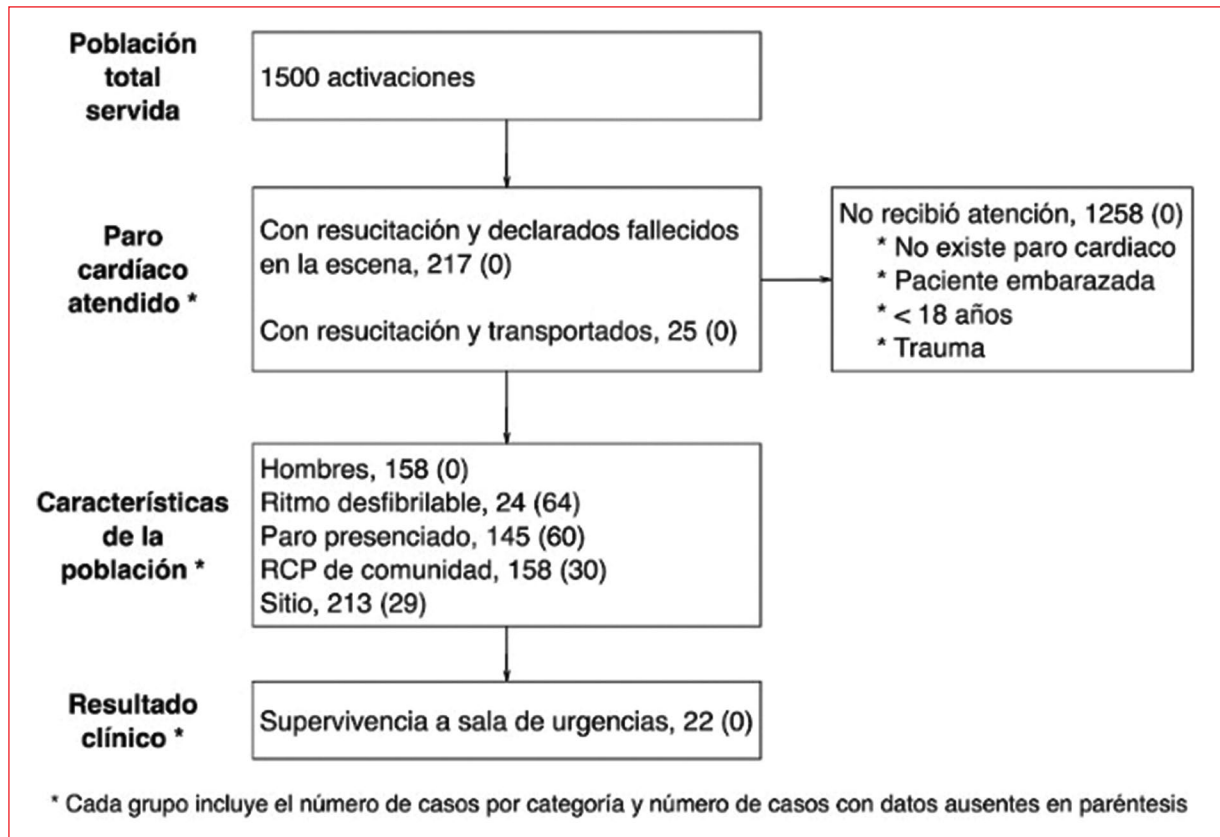 Población
total
servida
1500 activaciones
Paro
cardíaco
atendido *
Con resucitación y declarados fallecidos
en la escena, 217 (0)
Con resucitación y transportados, 25 (0)
No recibió atención, 1258 (0)
* No existe paro cardiaco
* Paciente embarazada
* < 18 años
* Trauma
Características
de la
población *
Hombres, 158 (0)
Ritmo desfibrilable, 24 (64)
Paro presenciado, 145 (60)
RCP de comunidad, 158 (30)
Sitio, 213 (29)
Resultado
clínico *
Supervivencia a sala de urgencias, 22 (0)
* Cada grupo incluye el número de casos por categoría y número de casos con datos ausentes en paréntesis